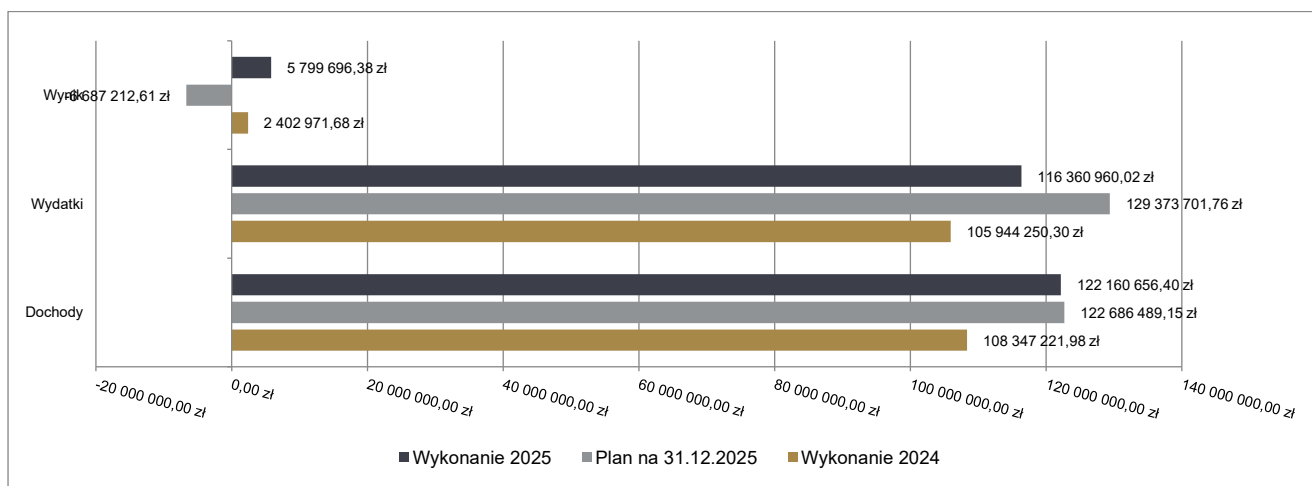 5 799 696,38 zł
Wynik
-6 687 212,61 zł
2 402 971,68 zł
116 360 960,02 zł
Wydatki
129 373 701,76 zł
105 944 250,30 zł
122 160 656,40 zł
Dochody
122 686 489,15 zł
108 347 221,98 zł
-20 000 000,00 zł 0,00 zł 20 000 000,00 zł 40 000 000,00 zł 60 000 000,00 zł 80 000 000,00 zł 100 000 000,00 zł 120 000 000,00 zł 140 000 000,00 zł
Wykonanie 2025 Plan na 31.12.2025 Wykonanie 2024